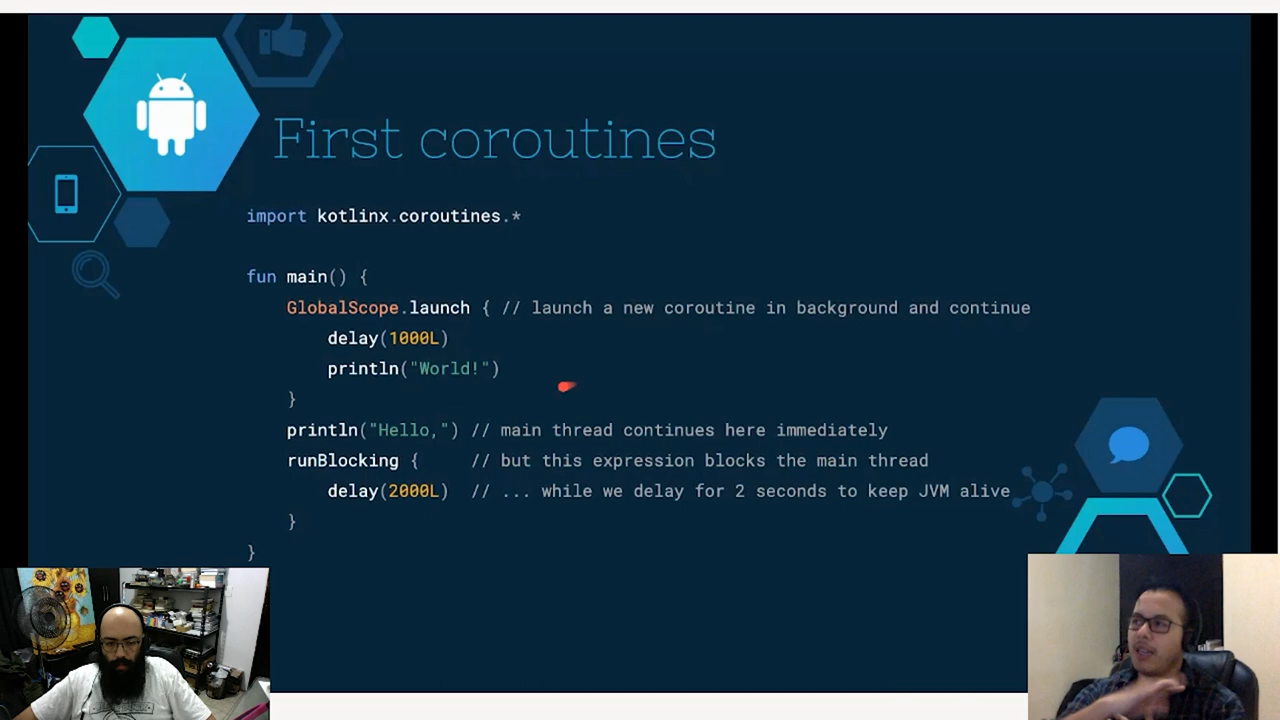 First coroutines
import kotlinx.coroutines.*
fun main() {
GlobalScope.launch { // launch a new coroutine in background and continue
delay(1000L)
println("World!")
}
println("Hello,") // main thread continues here immediately
runBlocking { // but this expression blocks the main thread
delay(2000L) // ... while we delay for 2 seconds to keep JVM alive
}
}